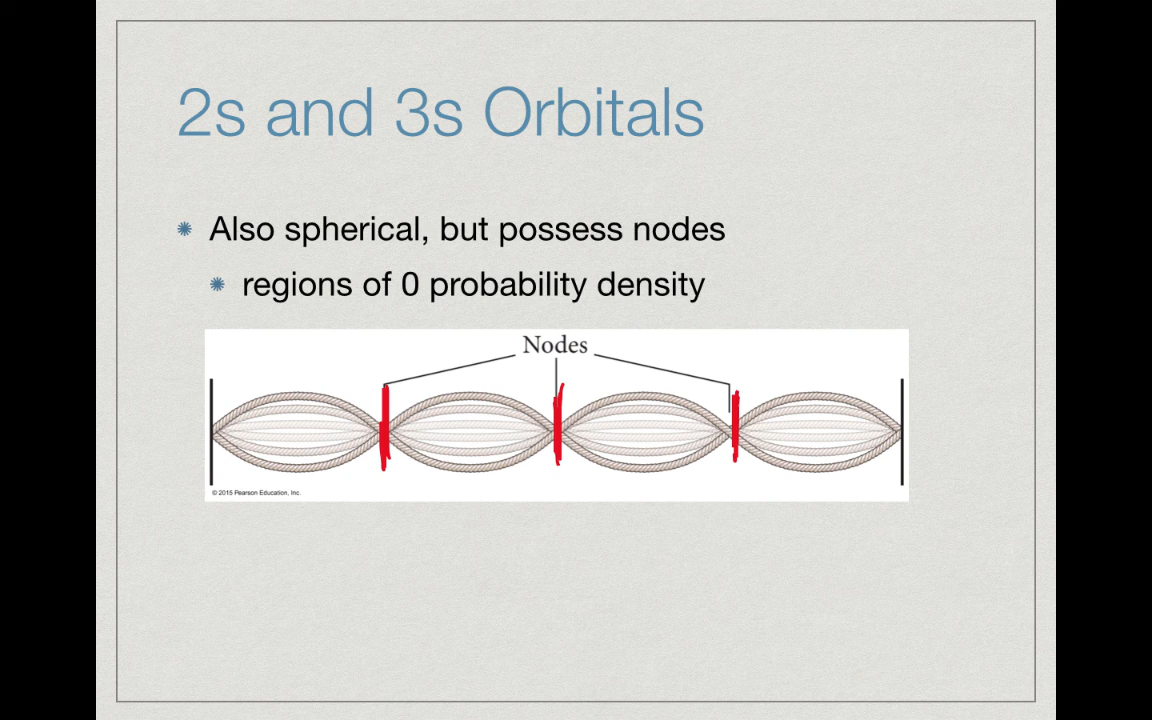 2s and 3s Orbitals
Also spherical, but possess nodes
regions of 0 probability density
Nodes
© 2015 Pearson Education, Inc.